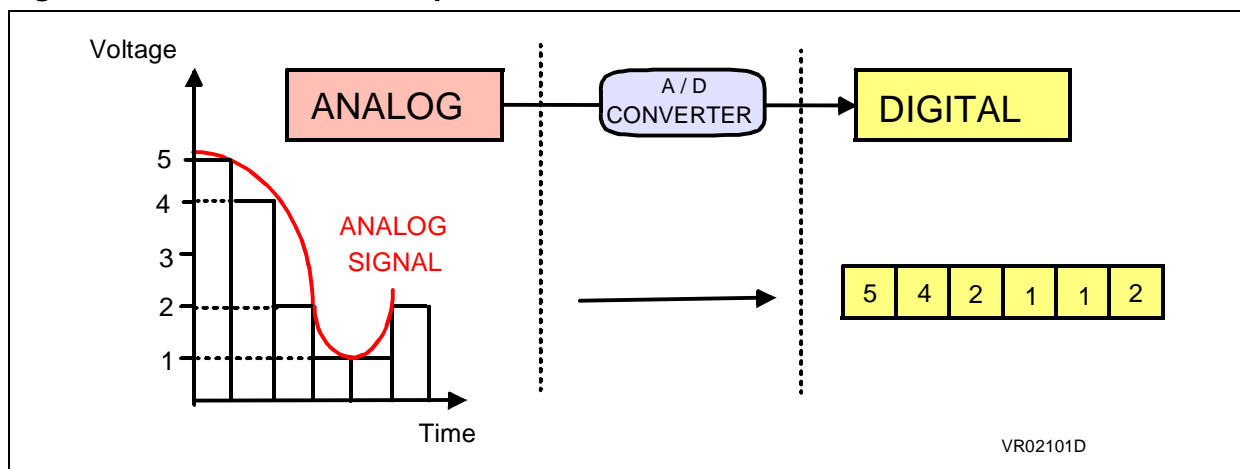 Voltage
ANALOG
A / D
CONVERTER
DIGITAL
5
4
3
2
1
ANALOG
SIGNAL
5 4 2 1 1 2
Time
VR02101D